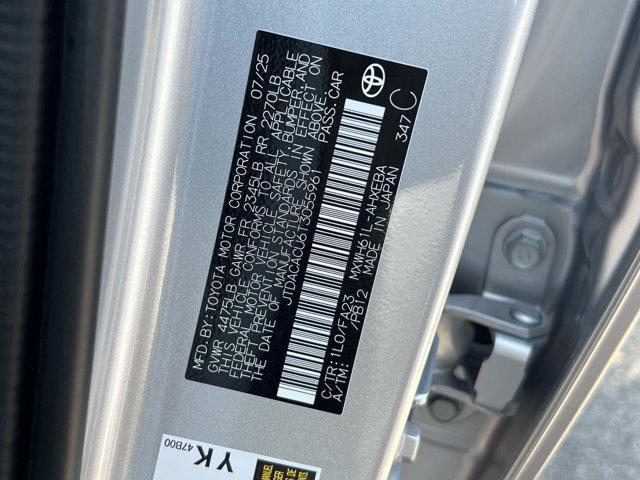 MFD. BY: TOYOTA MOTOR CORPORATION 07/25
GVWR 4475LB GAWR FR 2345LB RR 2270LB
THIS VEHICLE CONFORMS TO ALL APPLICABLE
FEDERAL MOTOR VEHICLE SAFETY, BUMPER, AND
THEFT PREVENTION STANDARDS IN EFFECT ON
THE DATE OF MANUFACTURE SHOWN ABOVE.
JTDACACU6T3055961 PASS. CAR
C/TR: 1L0/FA23 MXWH61L-AHXEBA
A/TM: /PB12 MADE IN JAPAN
347 C
YK
47B00